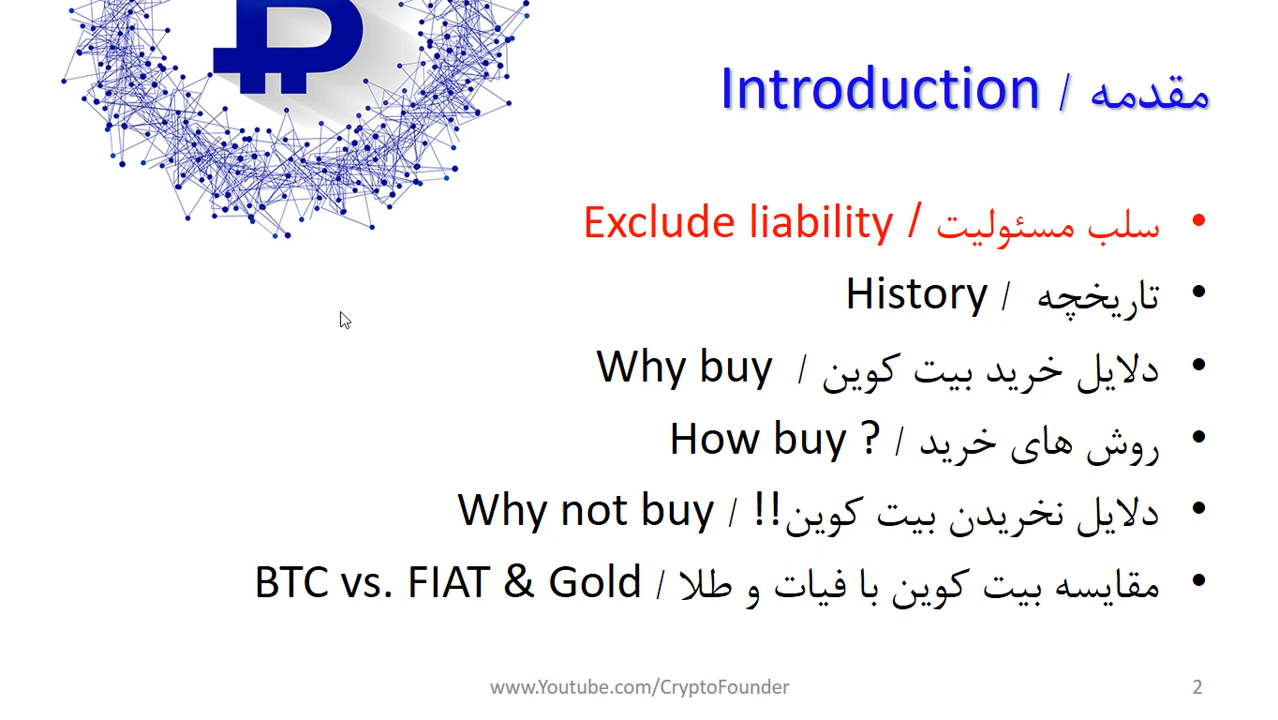 مقدمه / Introduction
• سلب مسئولیت / Exclude liability
• تاریخچه / History
• دلایل خرید بیت کوین / Why buy
• روش های خرید / How buy ?
• دلایل نخریدن بیت کوین!! / Why not buy
• مقایسه بیت کوین با فیات و طلا / BTC vs. FIAT & Gold
www.Youtube.com/CryptoFounder
2